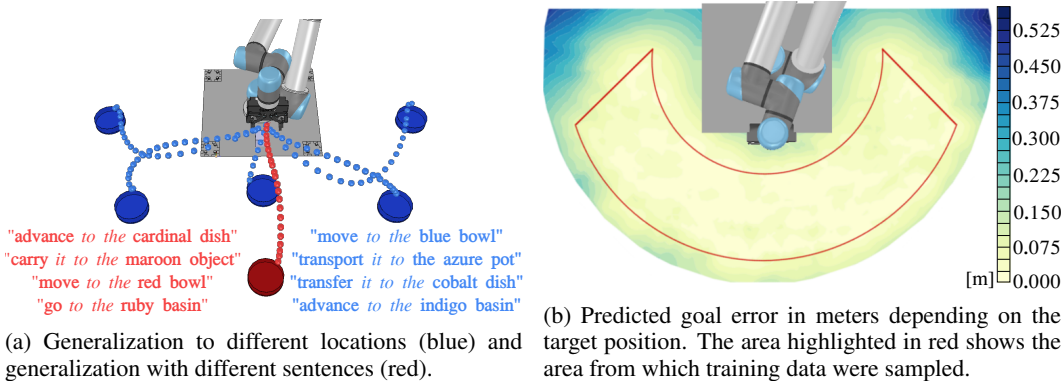 "advance to the cardinal dish"
"carry it to the maroon object"
"move to the red bowl"
"go to the ruby basin"
"move to the blue bowl"
"transport it to the azure pot"
"transfer it to the cobalt dish"
"advance to the indigo basin"
(a) Generalization to different locations (blue) and
generalization with different sentences (red).
0.525
0.450
0.375
0.300
0.225
0.150
0.075
[m] 0.000
(b) Predicted goal error in meters depending on the
target position. The area highlighted in red shows the
area from which training data were sampled.